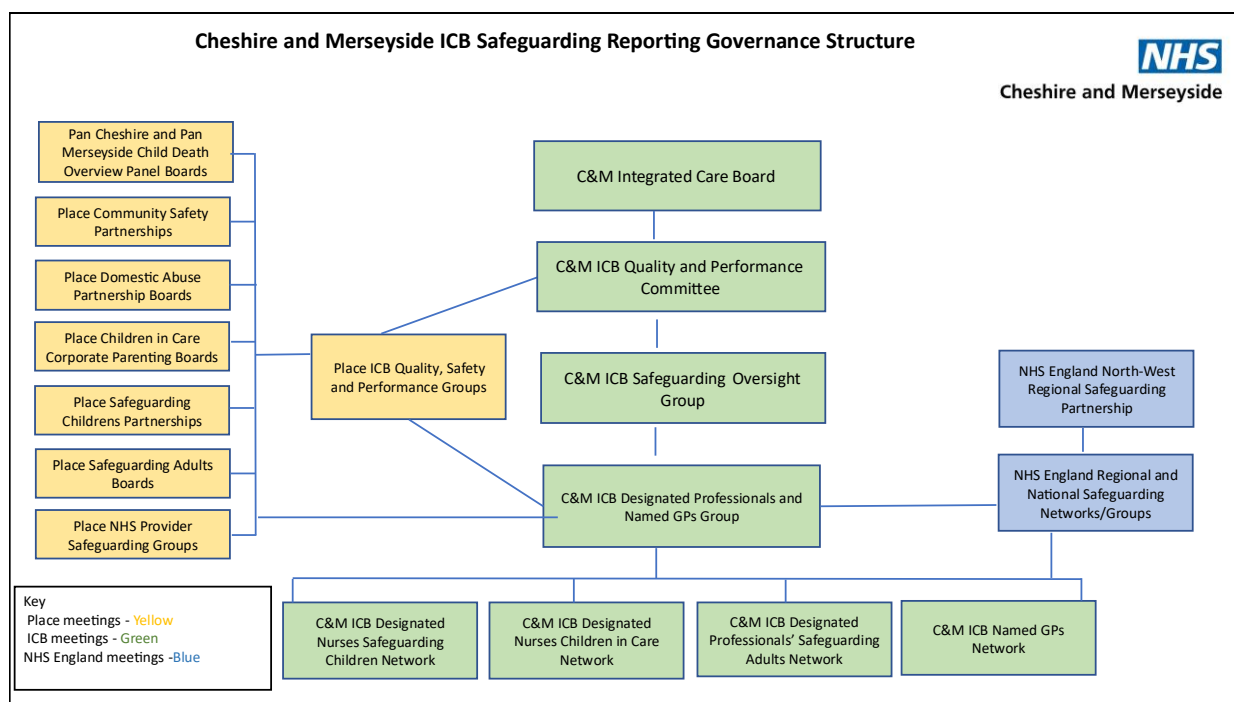 Cheshire and Merseyside ICB Safeguarding Reporting Governance Structure
NHS
Cheshire and Merseyside
Pan Cheshire and Pan
Merseyside Child Death
Overview Panel Boards
Place Community Safety
Partnerships
Place Domestic Abuse
Partnership Boards
Place Children in Care
Corporate Parenting Boards
Place Safeguarding
Childrens Partnerships
Place Safeguarding Adults
Boards
Place NHS Provider
Safeguarding Groups
Place ICB Quality, Safety
and Performance Groups
C&M Integrated Care Board
C&M ICB Quality and Performance
Committee
C&M ICB Safeguarding Oversight
Group
C&M ICB Designated Professionals and
Named GPs Group
NHS England North-West
Regional Safeguarding
Partnership
NHS England Regional and
National Safeguarding
Networks/Groups
C&M ICB Designated
Nurses Safeguarding
Children Network
C&M ICB Designated
Nurses Children in Care
Network
C&M ICB Designated
Professionals’ Safeguarding
Adults Network
C&M ICB Named GPs
Network
Key
Place meetings - Yellow
ICB meetings - Green
NHS England meetings -Blue